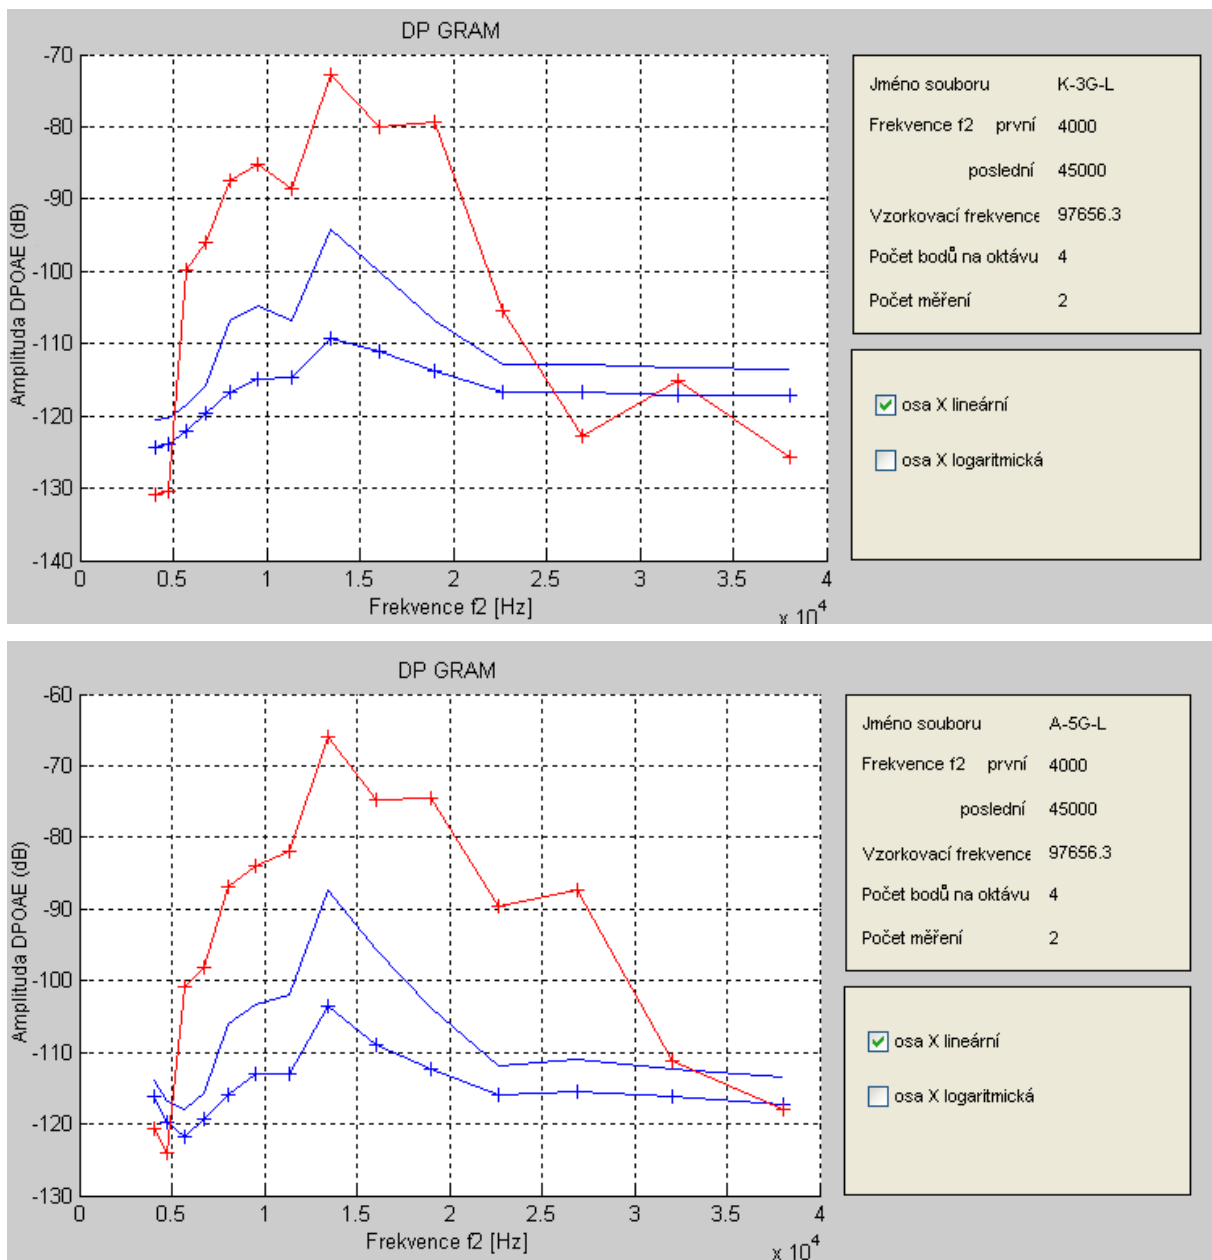 DP GRAM
-70
-80
-90
-100
-110
-120
-130
-140
Amplituda DPOAE (dB)
0 0.5 1 1.5 2 2.5 3 3.5 4
Frekvence f2 [Hz]
x 10^4
Jméno souboru K-3G-L
Frekvence f2 první 4000
poslední 45000
Vzorkovací frekvence 97656.3
Počet bodů na oktávu 4
Počet měření 2
osa X lineární
osa X logaritmická
DP GRAM
-60
-70
-80
-90
-100
-110
-120
-130
Amplituda DPOAE (dB)
0 0.5 1 1.5 2 2.5 3 3.5 4
Frekvence f2 [Hz]
x 10^4
Jméno souboru A-5G-L
Frekvence f2 první 4000
poslední 45000
Vzorkovací frekvence 97656.3
Počet bodů na oktávu 4
Počet měření 2
osa X lineární
osa X logaritmická